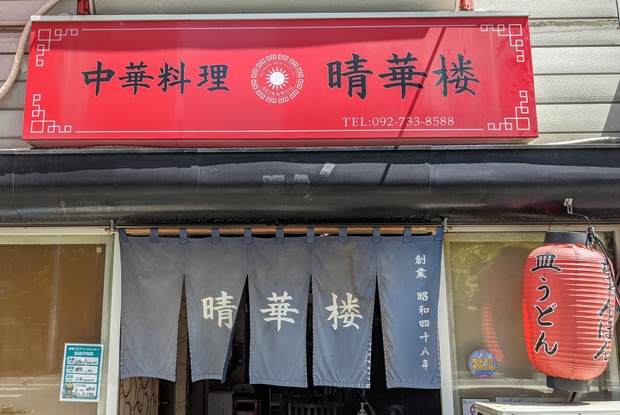 中華料理
SEIKAROU
晴華楼
TEL:092-733-8588
晴華楼
創業 昭和四十八年
皿うどん